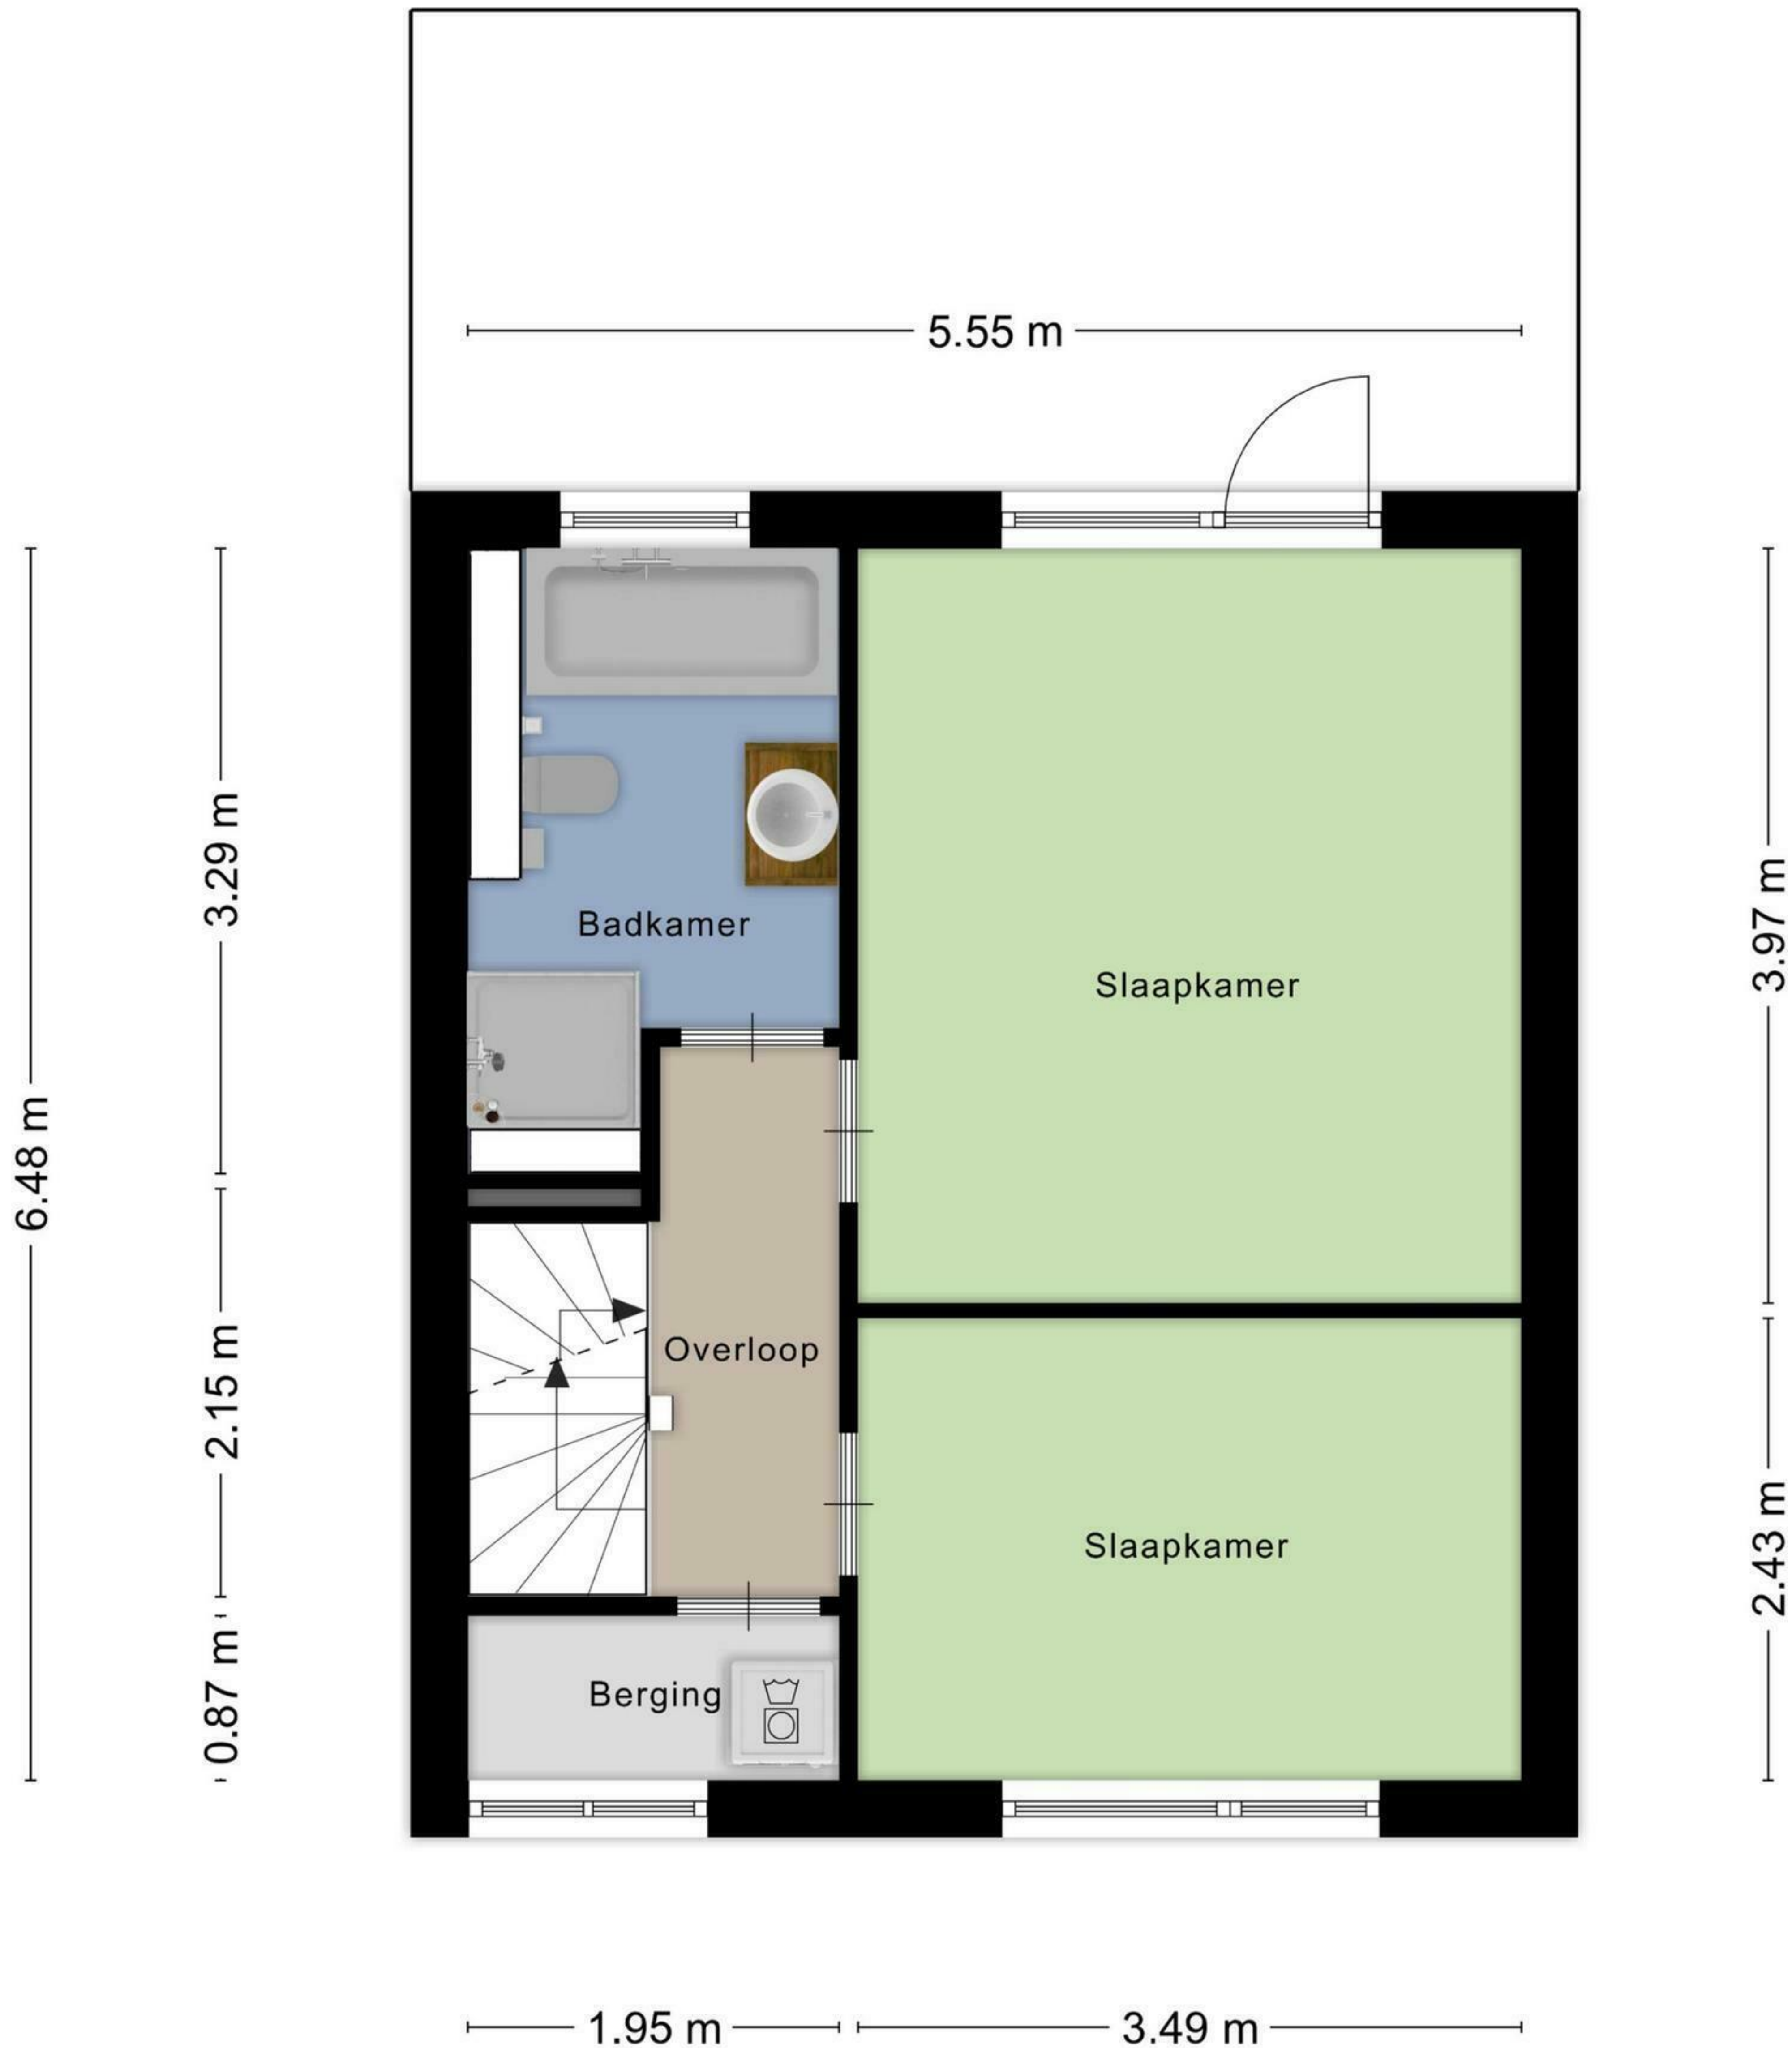 5.55 m
3.29 m
Badkamer
3.97 m
Slaapkamer
6.48 m
Overloop
2.15 m
2.43 m
Slaapkamer
0.87 m
Berging
1.95 m
3.49 m